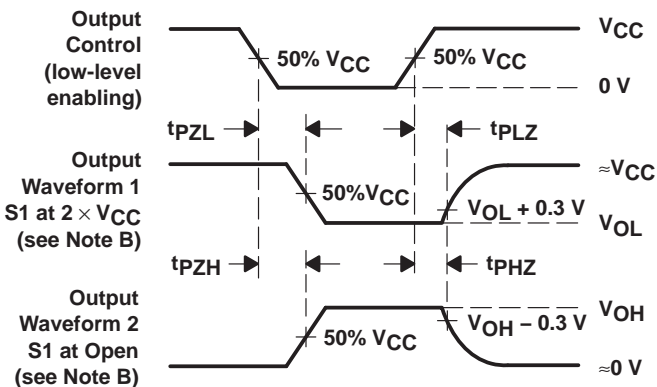 Output
Control
(low-level
enabling)
50% VCC
50% VCC
VCC
0 V
tPZL
tPLZ
Output
Waveform 1
S1 at 2 × VCC
(see Note B)
50%VCC
VOL + 0.3 V
≈VCC
VOL
tPZH
tPHZ
Output
Waveform 2
S1 at Open
(see Note B)
50% VCC
VOH − 0.3 V
VOH
≈0 V